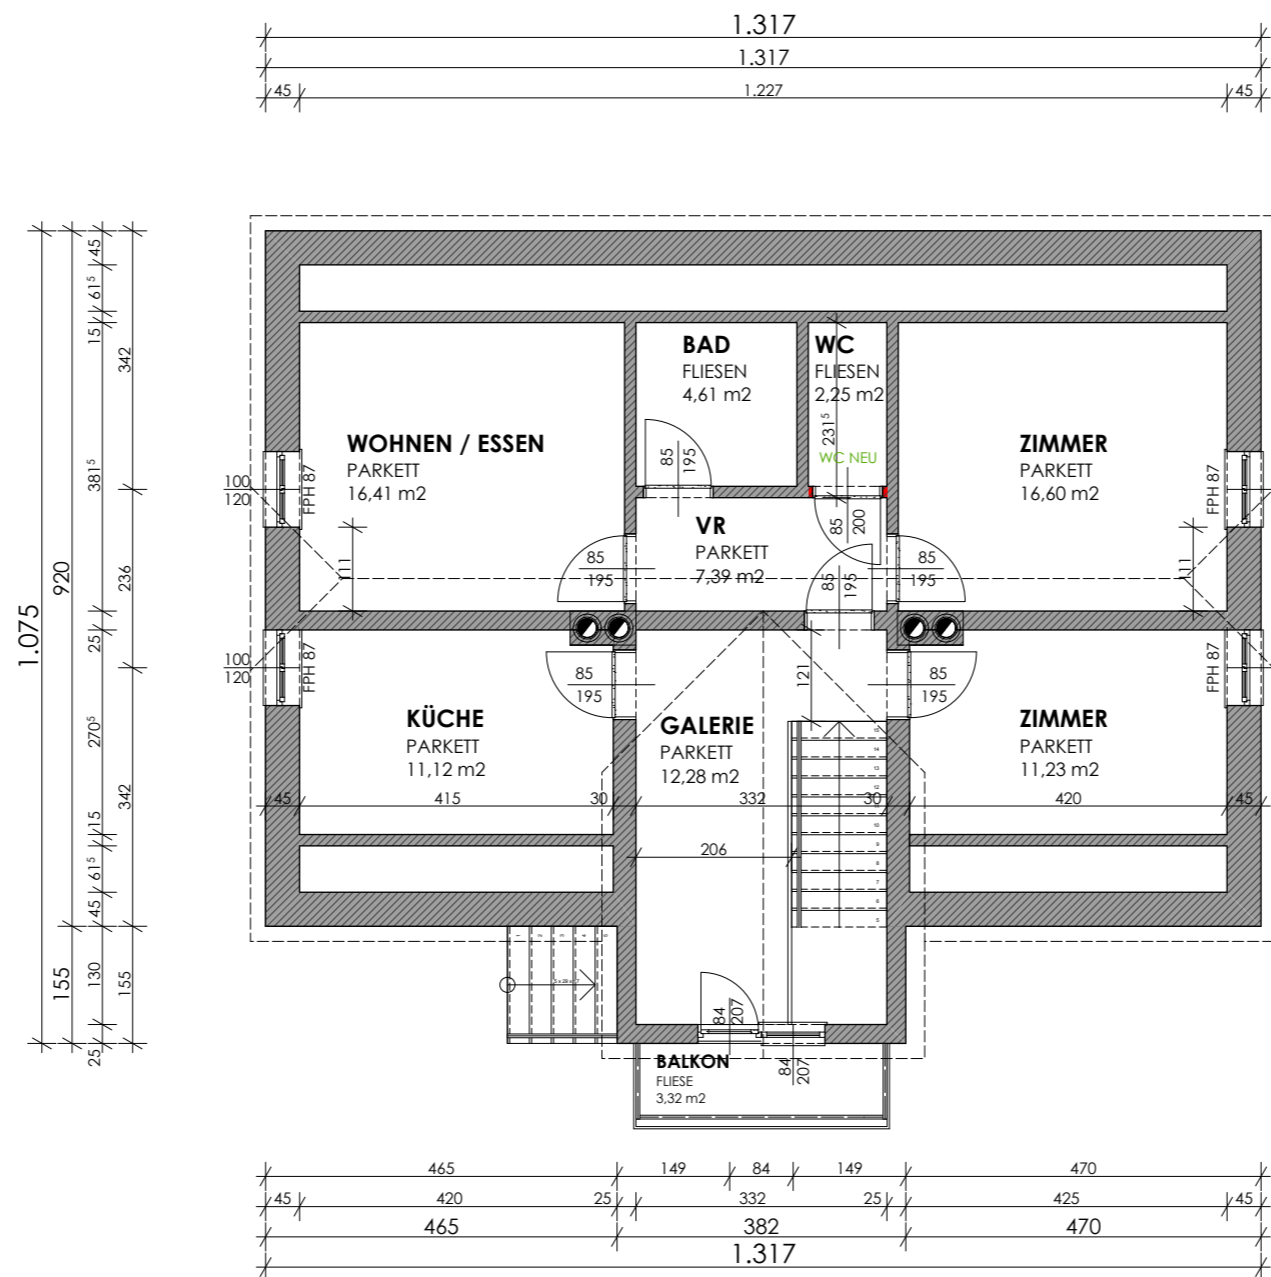 1.317
1.317
45 1.227 45
1.075
920
155
45
61⁵
15
381⁵
25
270⁵
15
61⁵
45
130
25
342
236
342
155
BAD
FLIESEN
4,61 m2
WC
FLIESEN
2,25 m2
231⁵
WC NEU
WOHNEN / ESSEN
PARKETT
16,41 m2
ZIMMER
PARKETT
16,60 m2
100
120
FPH 87
FPH 87
85
195
85
200
VR
PARKETT
7,39 m2
85
195
85
195
85
195
11
11
100
120
FPH 87
FPH 87
85
195
85
195
121
KÜCHE
PARKETT
11,12 m2
GALERIE
PARKETT
12,28 m2
ZIMMER
PARKETT
11,23 m2
45 415 30 332 30 420 45
206
84
207
84
207
BALKON
FLIESE
3,32 m2
465 149 84 149 470
45 420 25 332 25 425 45
465 382 470
1.317